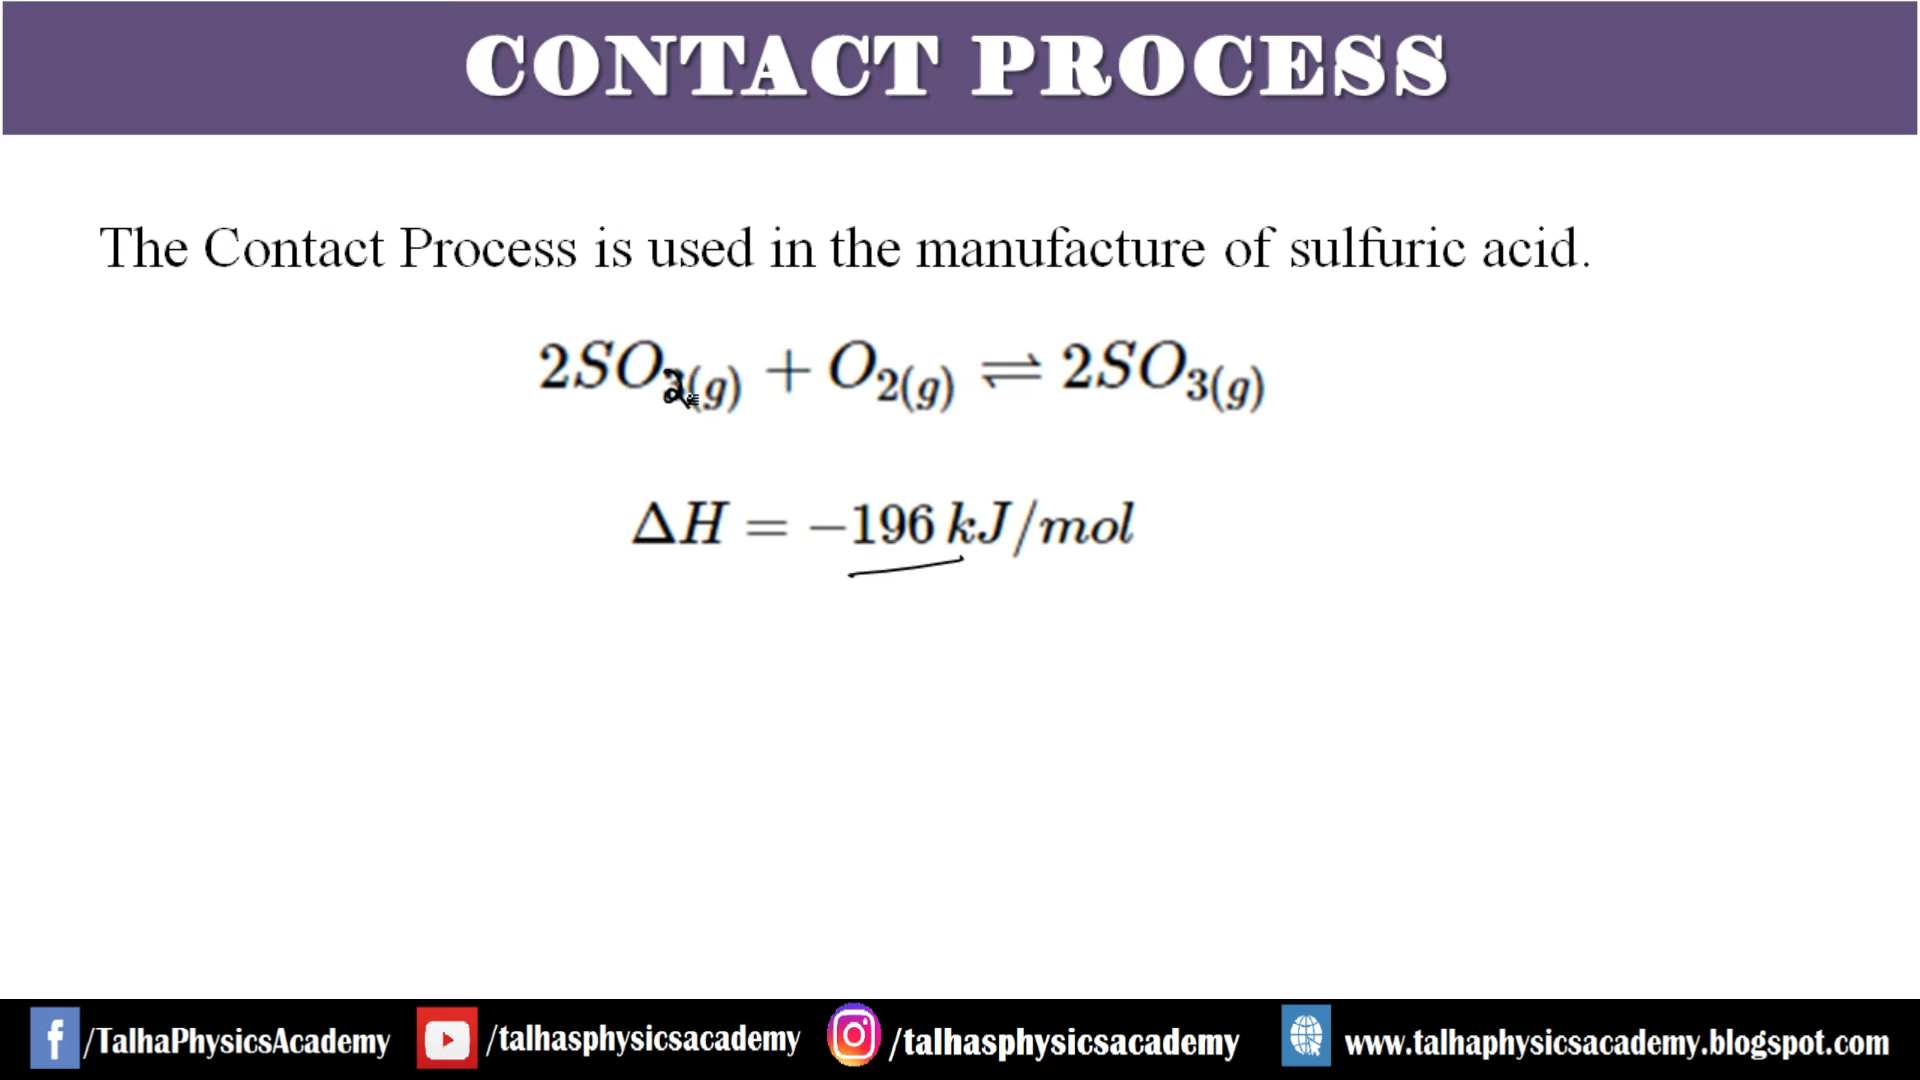 CONTACT PROCESS
The Contact Process is used in the manufacture of sulfuric acid.
2SO₂(g) + O₂(g) ⇌ 2SO₃(g)
ΔH = −196 kJ/mol
/TalhaPhysicsAcademy /talhasphysicsacademy /talhasphysicsacademy www.talhaphysicsacademy.blogspot.com